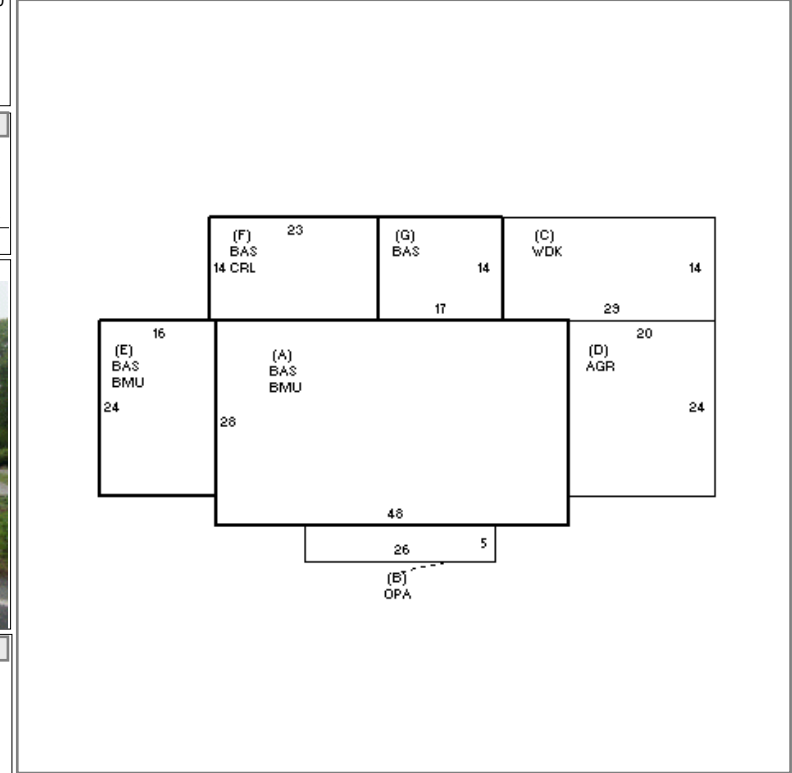 (F)
BAS
14 CRL
23
(G)
BAS
14
17
(C)
WDK
14
29
16
(E)
BAS
BMU
24
(A)
BAS
BMU
28
48
20
(D)
AGR
24
26
5
(B)
OPA